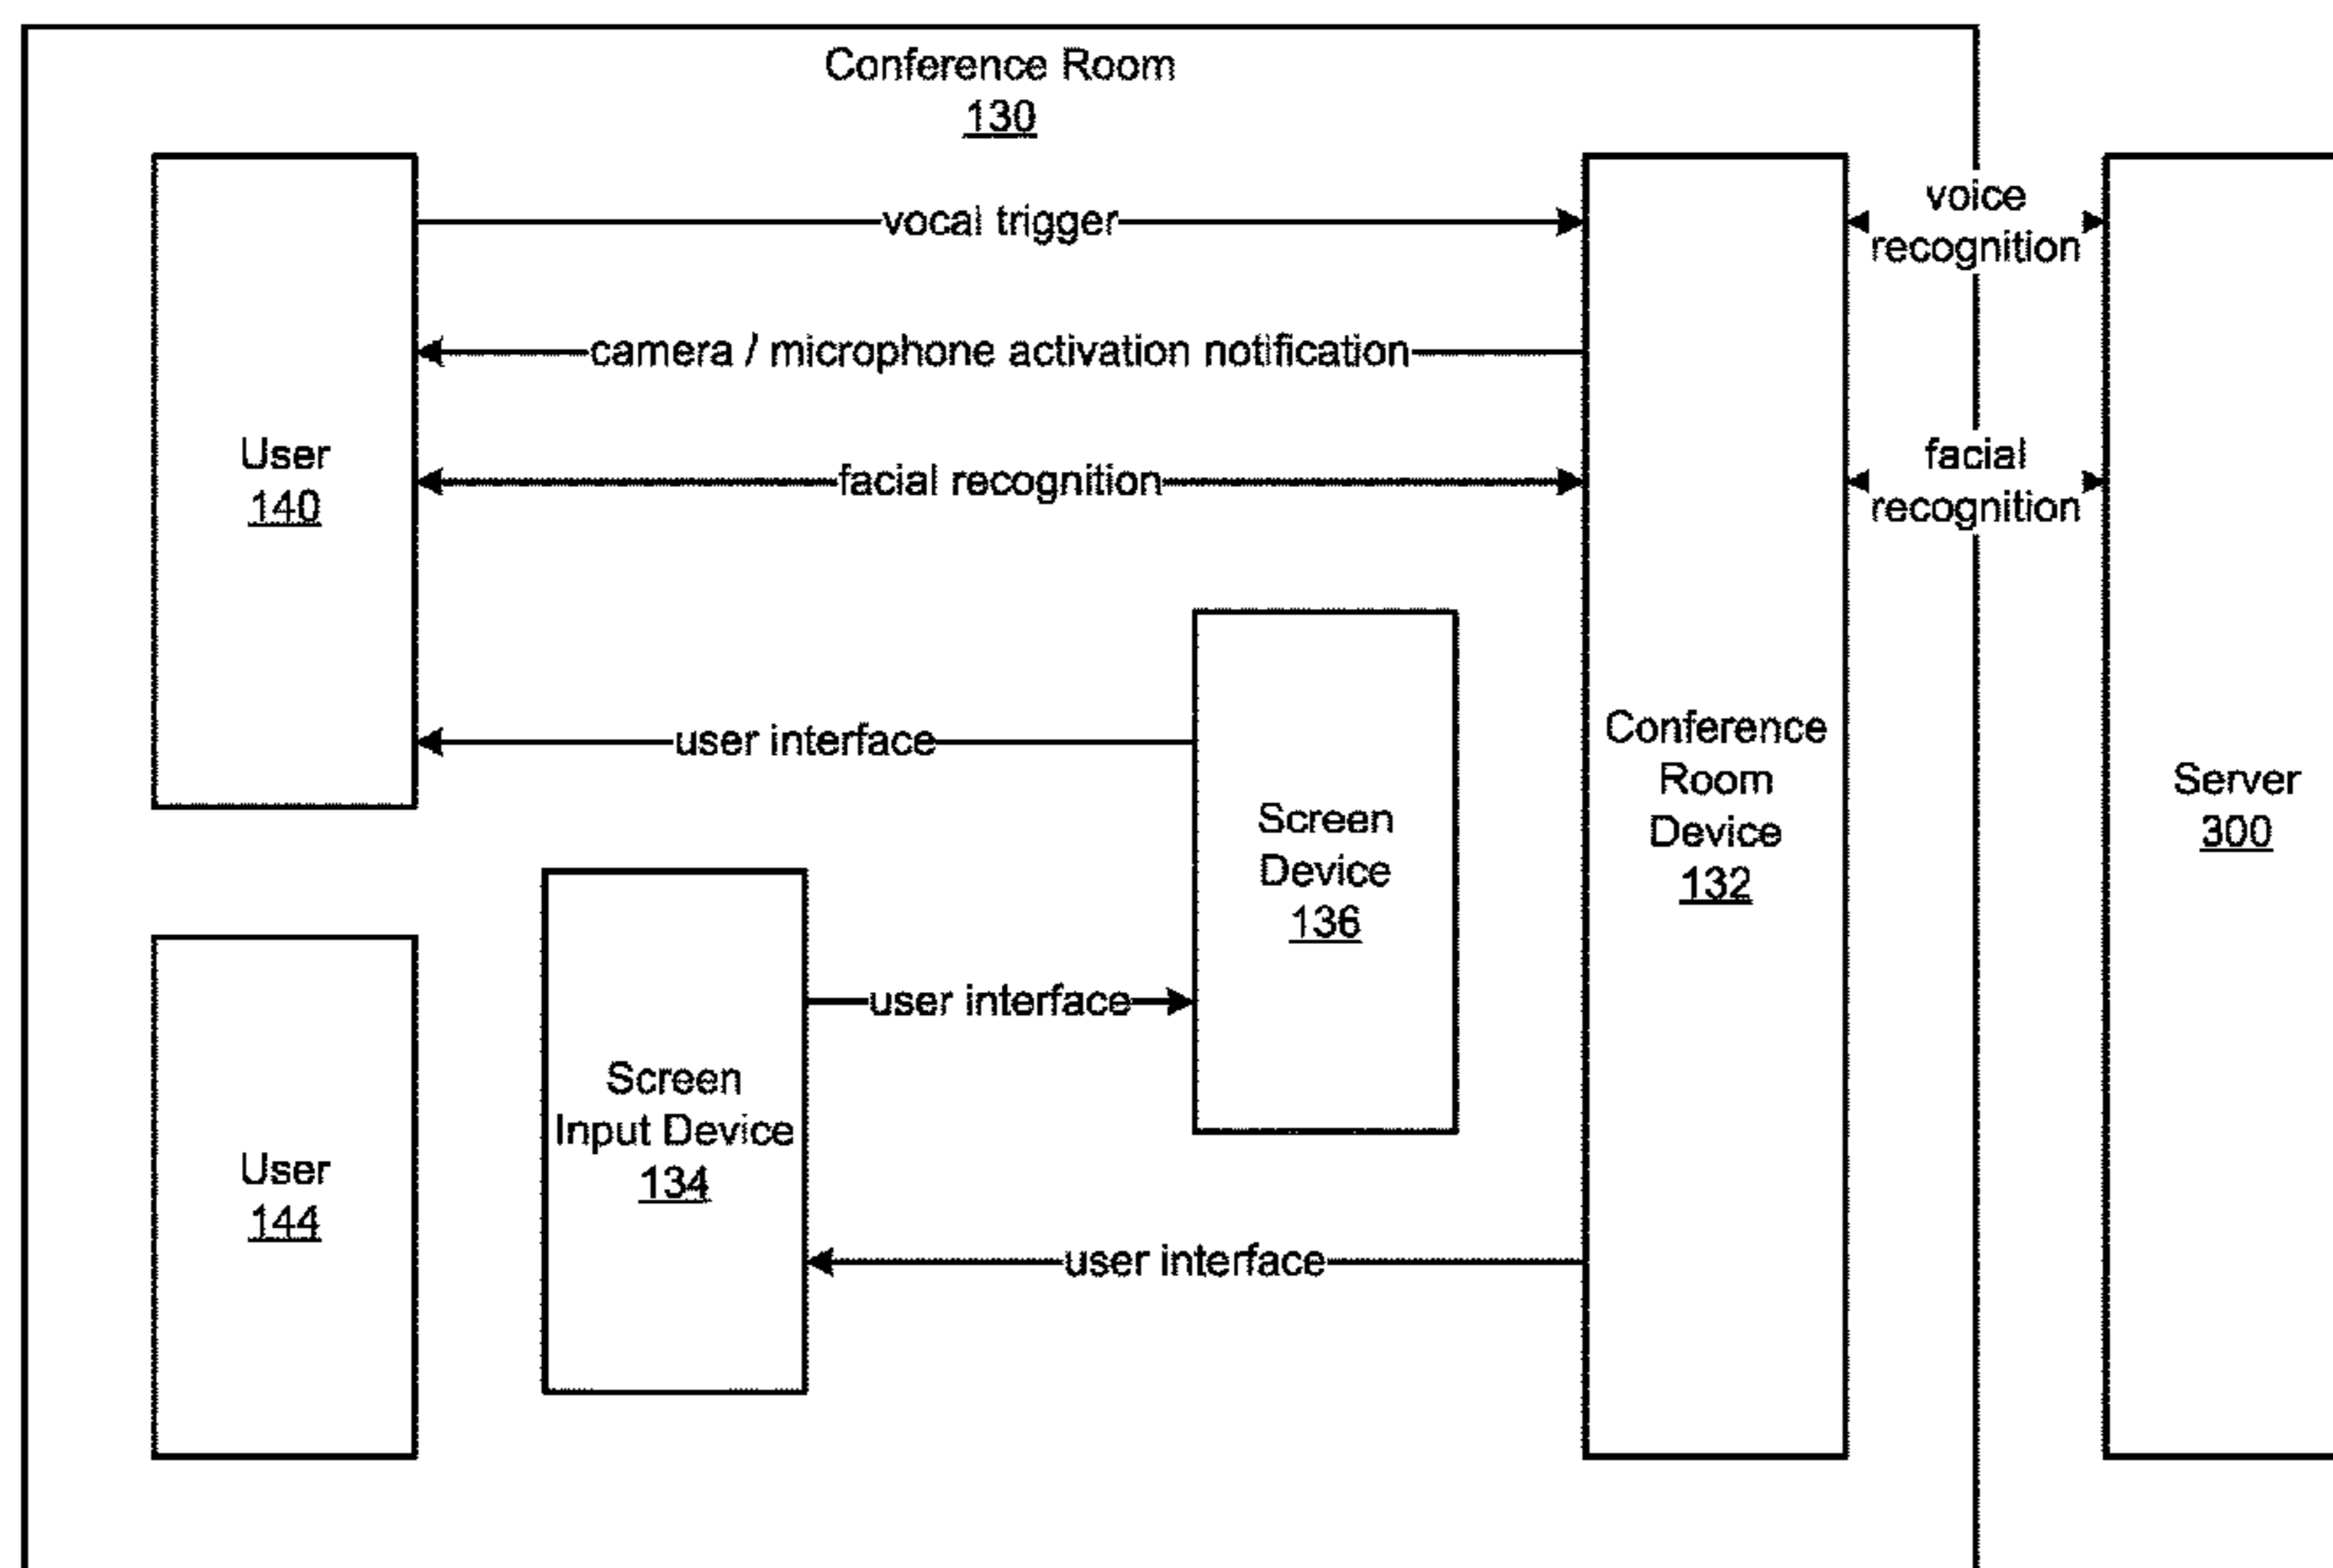 Conference Room
130
vocal trigger
voice
recognition
camera / microphone activation notification
User
140
facial recognition
facial
recognition
user interface
Screen
Device
136
Conference
Room
Device
132
Server
300
user interface
Screen
Input Device
134
User
144
user interface